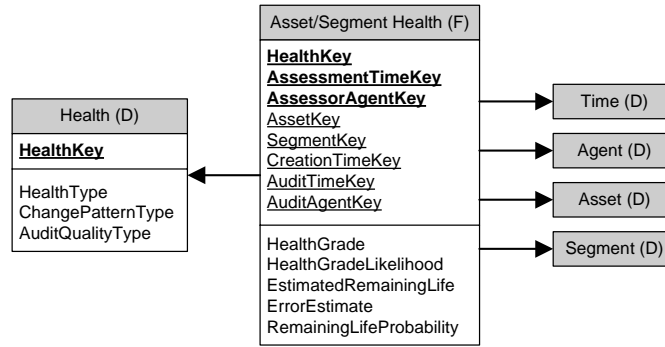 Health (D)
HealthKey
HealthType
ChangePatternType
AuditQualityType
Asset/Segment Health (F)
HealthKey
AssessmentTimeKey
AssessorAgentKey
AssetKey
SegmentKey
CreationTimeKey
AuditTimeKey
AuditAgentKey
HealthGrade
HealthGradeLikelihood
EstimatedRemainingLife
ErrorEstimate
RemainingLifeProbability
Time (D)
Agent (D)
Asset (D)
Segment (D)